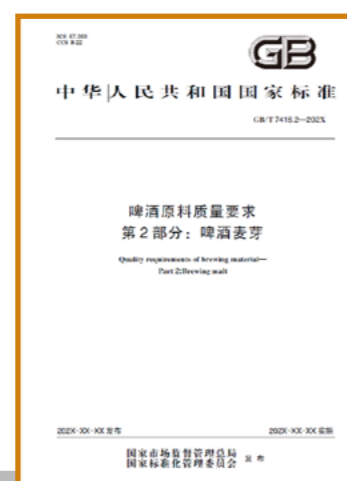 GB
中华人民共和国国家标准
GB/T 7416.2—202X
啤酒原料质量要求
第2部分：啤酒麦芽
Quality requirements of brewing material—
Part 2:Brewing malt
202X-XX-XX发布
202X-XX-XX实施
国家市场监督管理总局
国家标准化管理委员会
发布